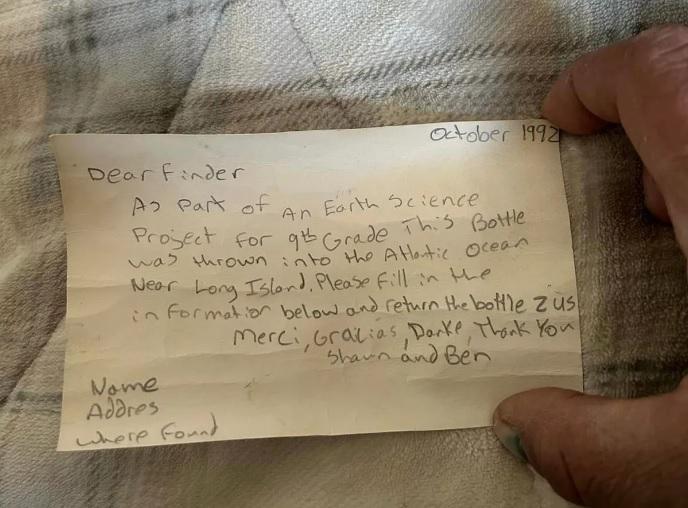 October 1992
Dear Finder
As Part of An Earth Science
Project for 9th Grade This Bottle
was thrown into the Atlantic Ocean
Near Long Island. Please fill in the
information below and return the bottle 2 us
Merci, Gracias, Danke, Thank You
Shawn and Ben
Name
Addres
Where Found